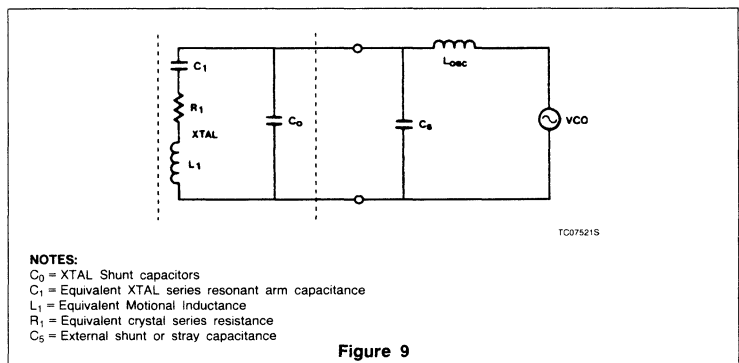 C1
R1
XTAL
L1
Co
Cs
Losc
VCO
TC07521S
NOTES:
C0 = XTAL Shunt capacitors
C1 = Equivalent XTAL series resonant arm capacitance
L1 = Equivalent Motional Inductance
R1 = Equivalent crystal series resistance
C5 = External shunt or stray capacitance
Figure 9